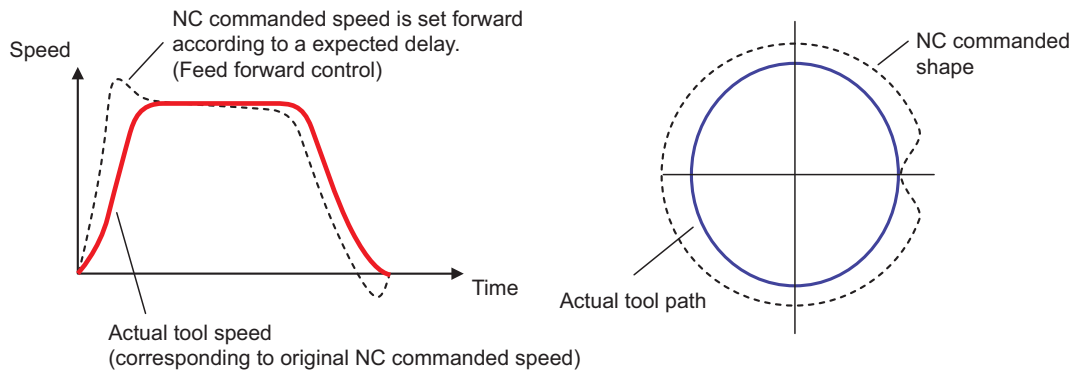 NC commanded speed is set forward
according to a expected delay.
(Feed forward control)
Speed
Time
Actual tool speed
(corresponding to original NC commanded speed)
NC commanded
shape
Actual tool path